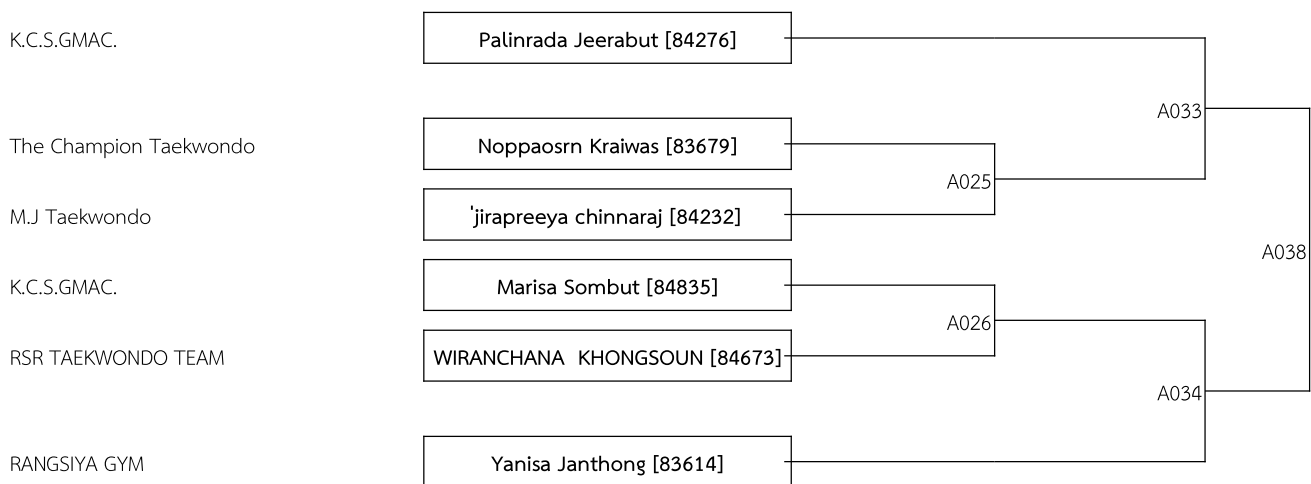 K.C.S.GMAC. Palinrada Jeerabut [84276]
A033
The Champion Taekwondo Noppaosrn Kraiwas [83679]
A025
M.J Taekwondo 'jirapreeya chinnaraj [84232]
A038
K.C.S.GMAC. Marisa Sombut [84835]
A026
RSR TAEKWONDO TEAM WIRANCHANA  KHONGSOUN [84673]
A034
RANGSIYA GYM Yanisa Janthong [83614]